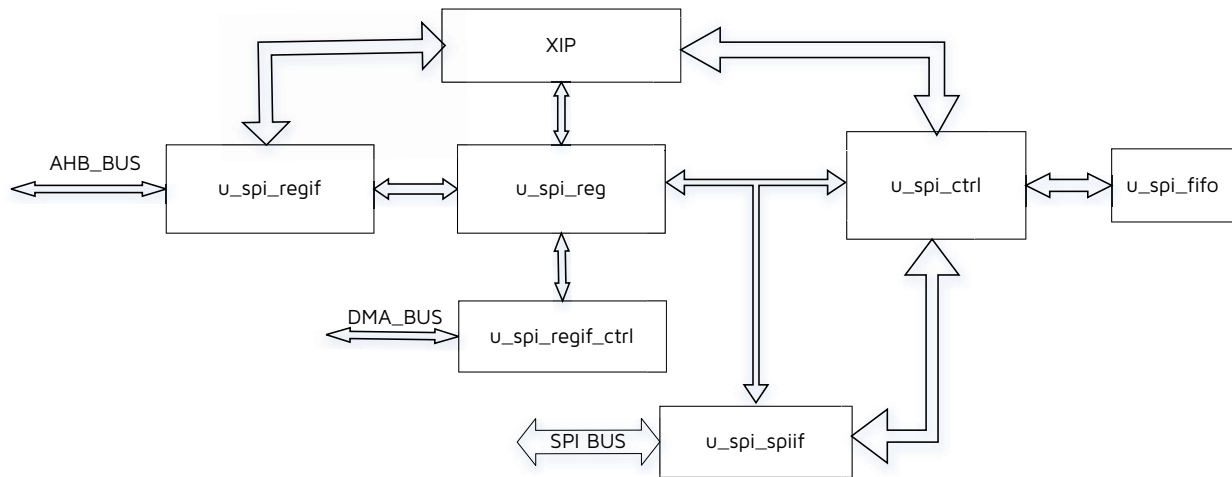 XIP
AHB_BUS
u_spi_regif
u_spi_reg
u_spi_ctrl
u_spi_fifo
DMA_BUS
u_spi_regif_ctrl
SPI BUS
u_spi_spiif